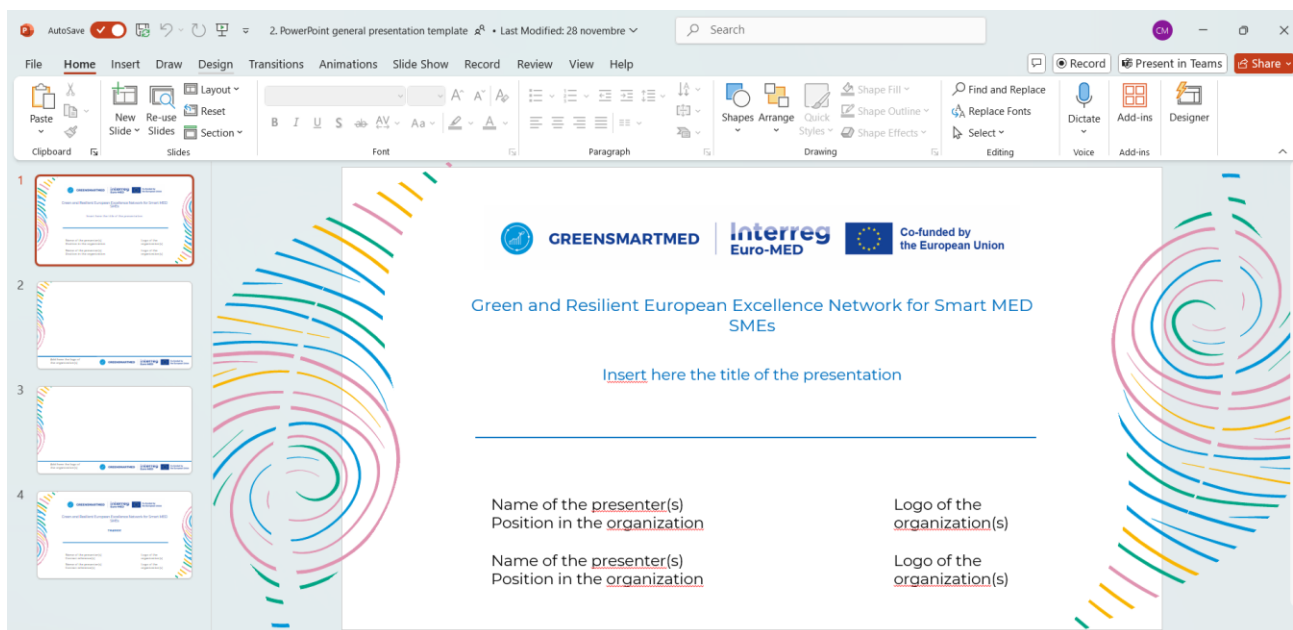 AutoSave
2. PowerPoint general presentation template • Last Modified: 28 novembre
Search
CM
File Home Insert Draw Design Transitions Animations Slide Show Record Review View Help
Record
Present in Teams
Share
Paste
New Slide
Re-use Slides
Layout
Reset
Section
B I U S ab AV Aa A
Shapes
Arrange
Quick Styles
Shape Fill
Shape Outline
Shape Effects
Find and Replace
Replace Fonts
Select
Dictate
Add-ins
Designer
Clipboard
Slides
Font
Paragraph
Drawing
Editing
Voice
Add-ins
1
2
3
4
GREENSMARTMED
Interreg
Euro-MED
Co-funded by
the European Union
Green and Resilient European Excellence Network for Smart MED
SMEs
Insert here the title of the presentation
Name of the presenter(s)
Position in the organization
Logo of the
organization(s)
Name of the presenter(s)
Position in the organization
Logo of the
organization(s)